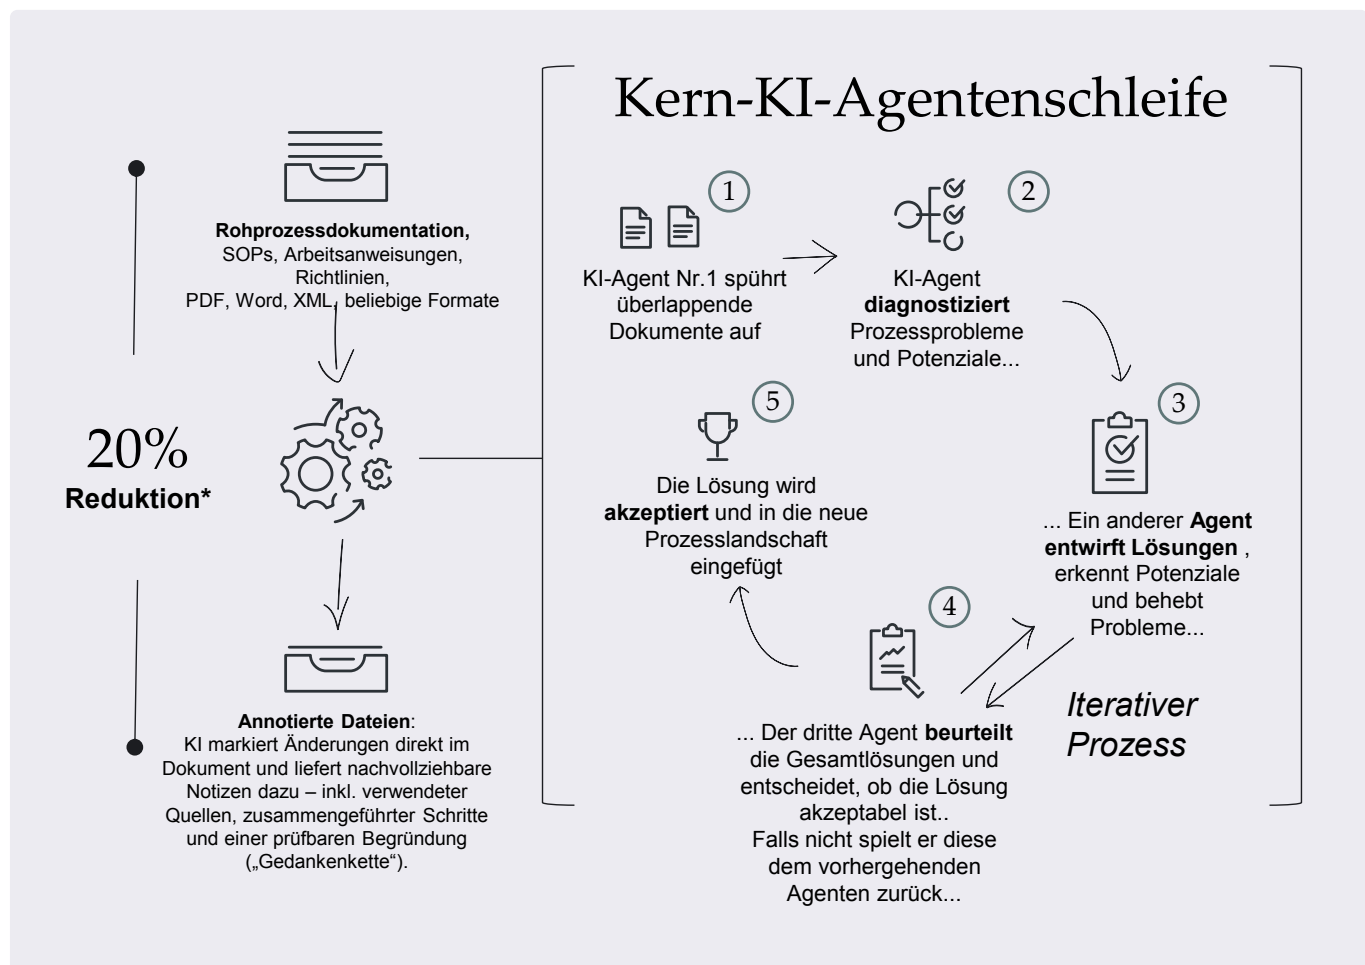 Kern-KI-Agentenschleife
Rohprozessdokumentation,
SOPs, Arbeitsanweisungen,
Richtlinien,
PDF, Word, XML, beliebige Formate
20%
Reduktion*
Annotierte Dateien:
KI markiert Änderungen direkt im
Dokument und liefert nachvollziehbare
Notizen dazu – inkl. verwendeter
Quellen, zusammengeführter Schritte
und einer prüfbaren Begründung
(„Gedankenkette“).
1
KI-Agent Nr.1 spührt
überlappende
Dokumente auf
2
KI-Agent
diagnostiziert
Prozessprobleme
und Potenziale...
3
... Ein anderer Agent
entwirft Lösungen ,
erkennt Potenziale
und behebt
Probleme...
4
... Der dritte Agent beurteilt
die Gesamtlösungen und
entscheidet, ob die Lösung
akzeptabel ist..
Falls nicht spielt er diese
dem vorhergehenden
Agenten zurück...
Iterativer
Prozess
5
Die Lösung wird
akzeptiert und in die neue
Prozesslandschaft
eingefügt